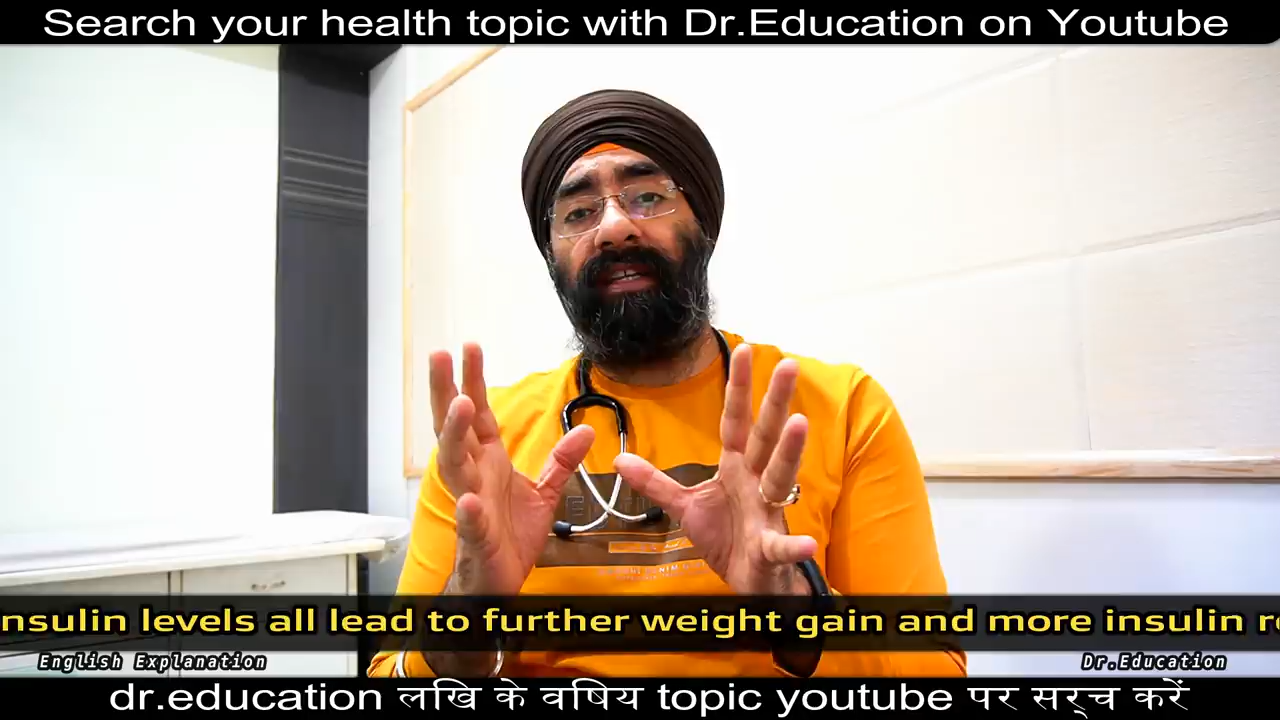 Search your health topic with Dr.Education on Youtube
nsulin levels all lead to further weight gain and more insulin r
English Explanation
Dr.Education
dr.education लखि के वषिय topic youtube पर सर्च करें